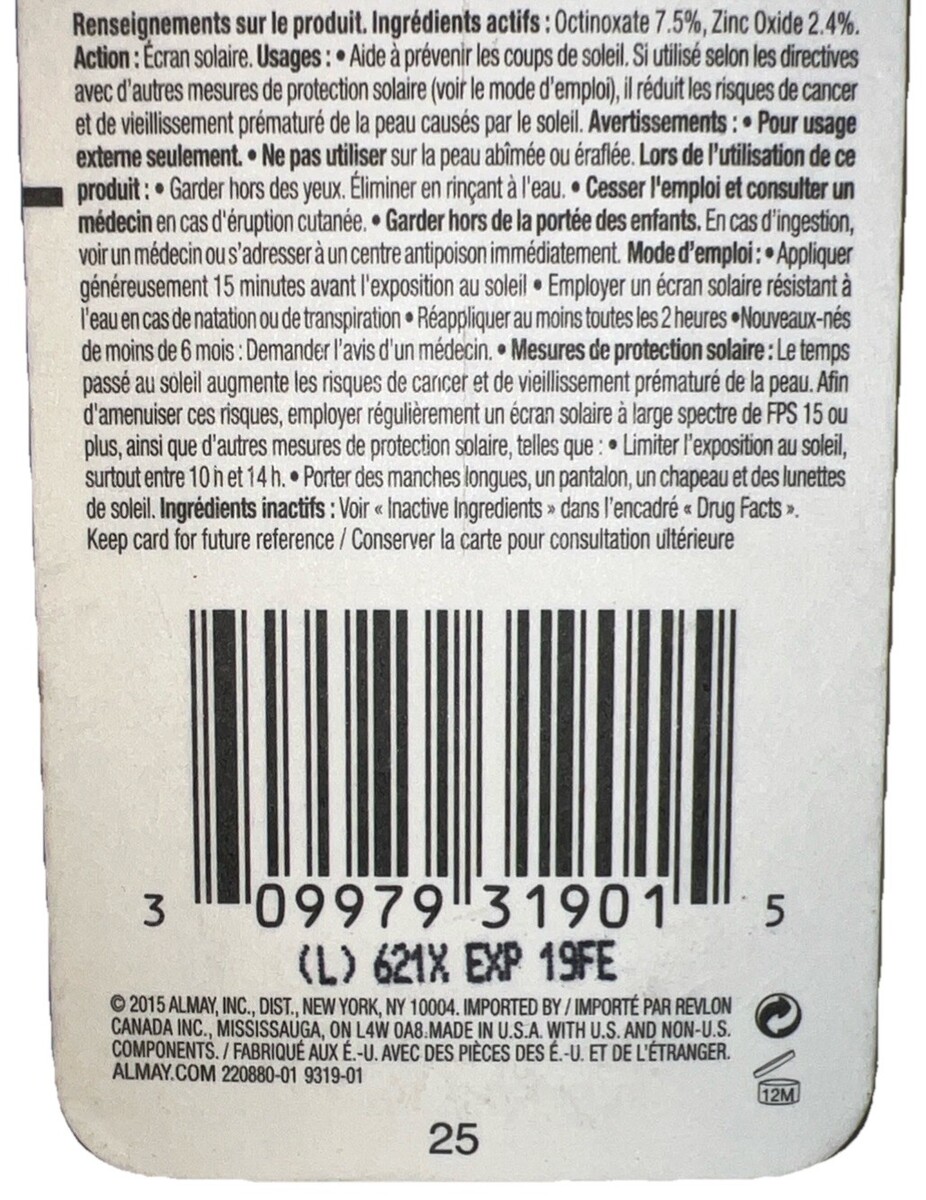 Renseignements sur le produit. Ingrédients actifs : Octinoxate 7.5%, Zinc Oxide 2.4%.
Action : Écran solaire. Usages : • Aide à prévenir les coups de soleil. Si utilisé selon les directives
avec d'autres mesures de protection solaire (voir le mode d'emploi), il réduit les risques de cancer
et de vieillissement prématuré de la peau causés par le soleil. Avertissements : • Pour usage
externe seulement. • Ne pas utiliser sur la peau abîmée ou éraflée. Lors de l'utilisation de ce
produit : • Garder hors des yeux. Éliminer en rinçant à l'eau. • Cesser l'emploi et consulter un
médecin en cas d'éruption cutanée. • Garder hors de la portée des enfants. En cas d'ingestion,
voir un médecin ou s'adresser à un centre antipoison immédiatement. Mode d'emploi : • Appliquer
généreusement 15 minutes avant l'exposition au soleil • Employer un écran solaire résistant à
l'eau en cas de natation ou de transpiration • Réappliquer au moins toutes les 2 heures •Nouveaux-nés
de moins de 6 mois : Demander l'avis d'un médecin. • Mesures de protection solaire : Le temps
passé au soleil augmente les risques de cancer et de vieillissement prématuré de la peau. Afin
d'amenuiser ces risques, employer régulièrement un écran solaire à large spectre de FPS 15 ou
plus, ainsi que d'autres mesures de protection solaire, telles que : • Limiter l'exposition au soleil,
surtout entre 10 h et 14 h. • Porter des manches longues, un pantalon, un chapeau et des lunettes
de soleil. Ingrédients inactifs : Voir « Inactive Ingredients » dans l'encadré « Drug Facts ».
Keep card for future reference / Conserver la carte pour consultation ultérieure
3 09979 31901 5
(L) 621X EXP 19FE
© 2015 ALMAY, INC., DIST., NEW YORK, NY 10004. IMPORTED BY / IMPORTÉ PAR REVLON
CANADA INC., MISSISSAUGA, ON L4W 0A8.MADE IN U.S.A. WITH U.S. AND NON-U.S.
COMPONENTS. / FABRIQUÉ AUX É.-U. AVEC DES PIÈCES DES É.-U. ET DE L'ÉTRANGER.
ALMAY.COM 220880-01 9319-01
12M
25